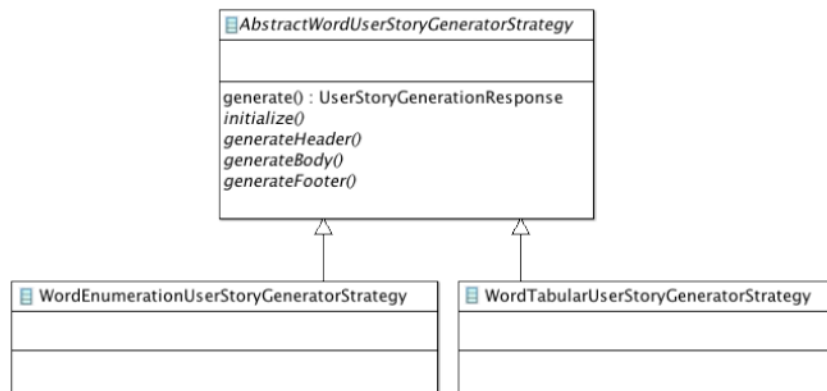 AbstractWordUserStoryGeneratorStrategy
generate() : UserStoryGenerationResponse
initialize()
generateHeader()
generateBody()
generateFooter()
WordEnumerationUserStoryGeneratorStrategy
WordTabularUserStoryGeneratorStrategy